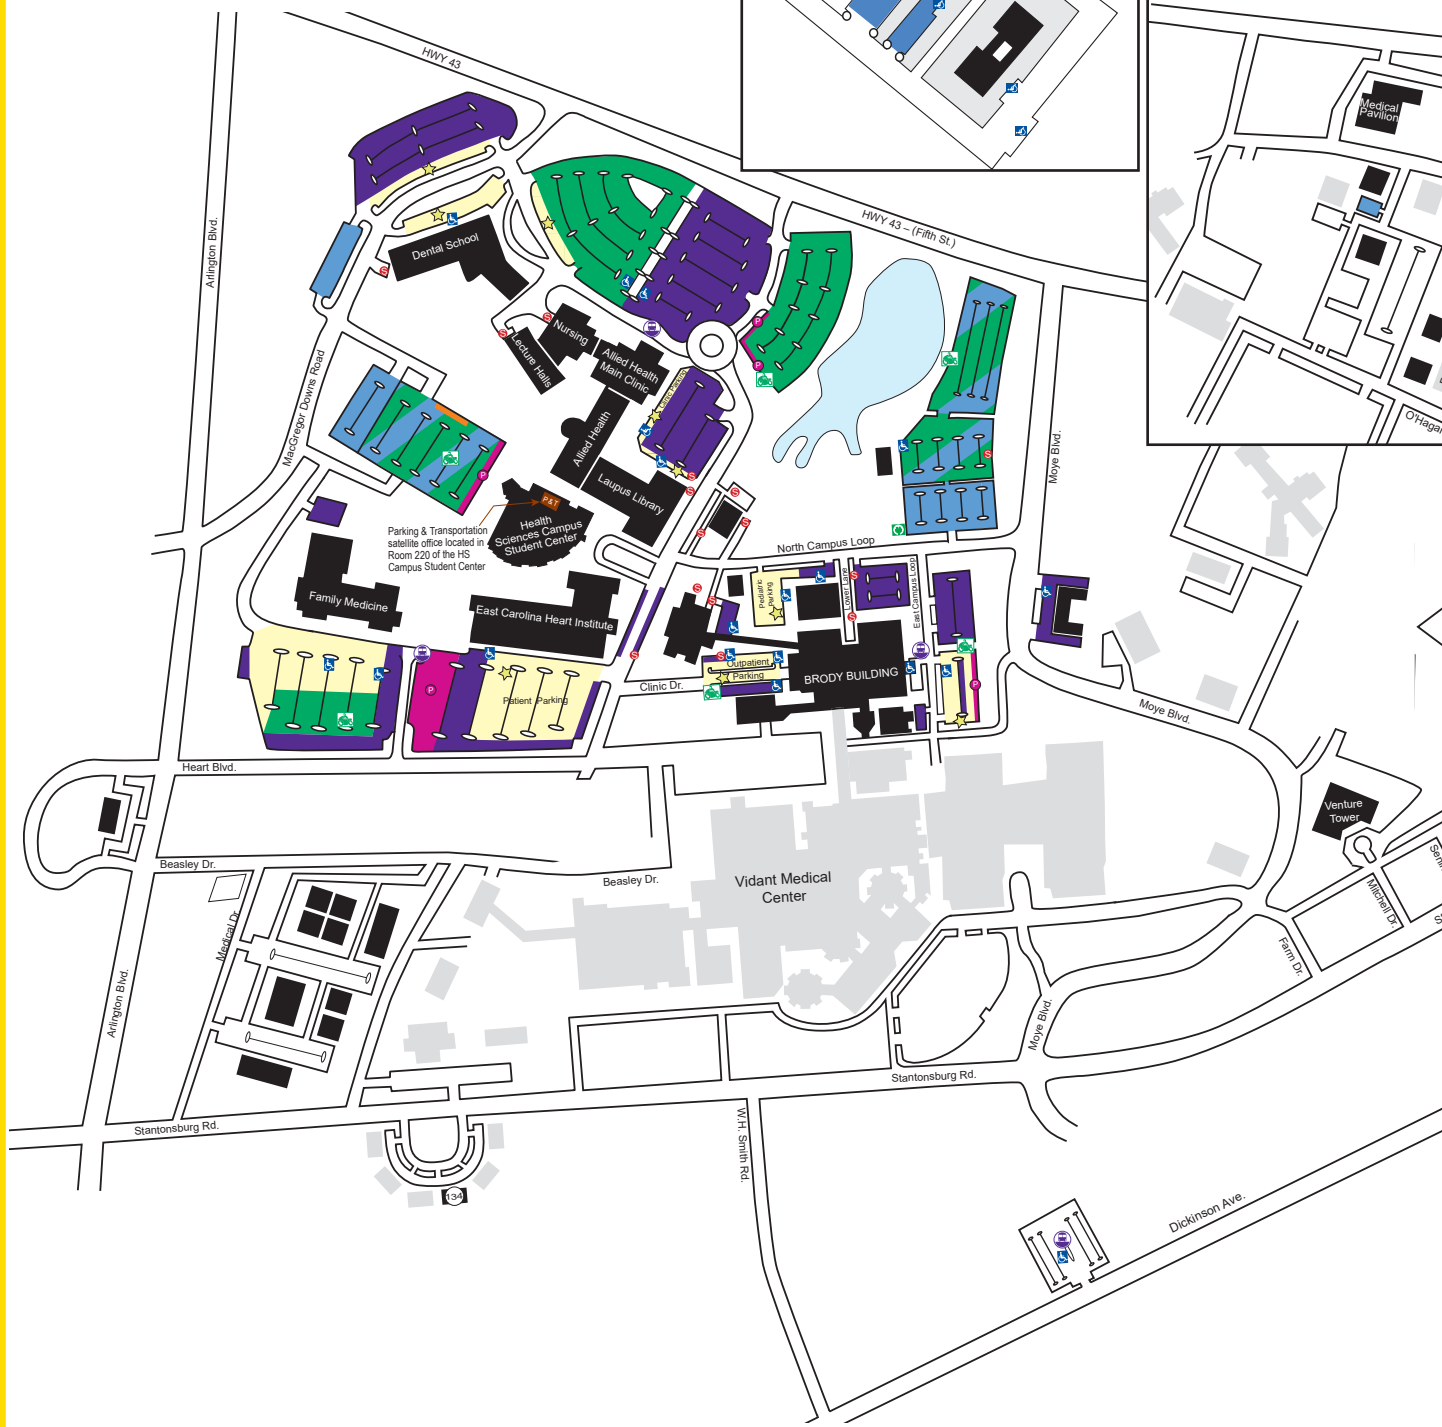 HWY 43
Medical
Pavilion
HWY 43 – (Fifth St.)
Arlington Blvd.
Dental School
Nursing
Lecture Halls
Allied Health
Main Clinic
Clinic Parking
MacGregor Downs Road
Allied Health
Laupus Library
O'Hagan
Moye Blvd.
P
P
P
S
S
S
S
S
S
S
S
S
P & T
Health
Sciences Campus
Student Center
Parking & Transportation
satellite office located in
Room 220 of the HS
Campus Student Center
North Campus Loop
Family Medicine
East Carolina Heart Institute
Pediatric
Parking
Lower Lane
East Campus Loop
S
S
S
S
S
S
Outpatient
Parking
BRODY BUILDING
P
P
Patient Parking
Clinic Dr.
Moye Blvd.
Heart Blvd.
Venture
Tower
Beasley Dr.
Beasley Dr.
Vidant Medical
Center
Mitchell Dr.
Medical Dr.
Farm Dr.
Arlington Blvd.
Moye Blvd.
Stantonsburg Rd.
Stantonsburg Rd.
W.H. Smith Rd.
134
Dickinson Ave.